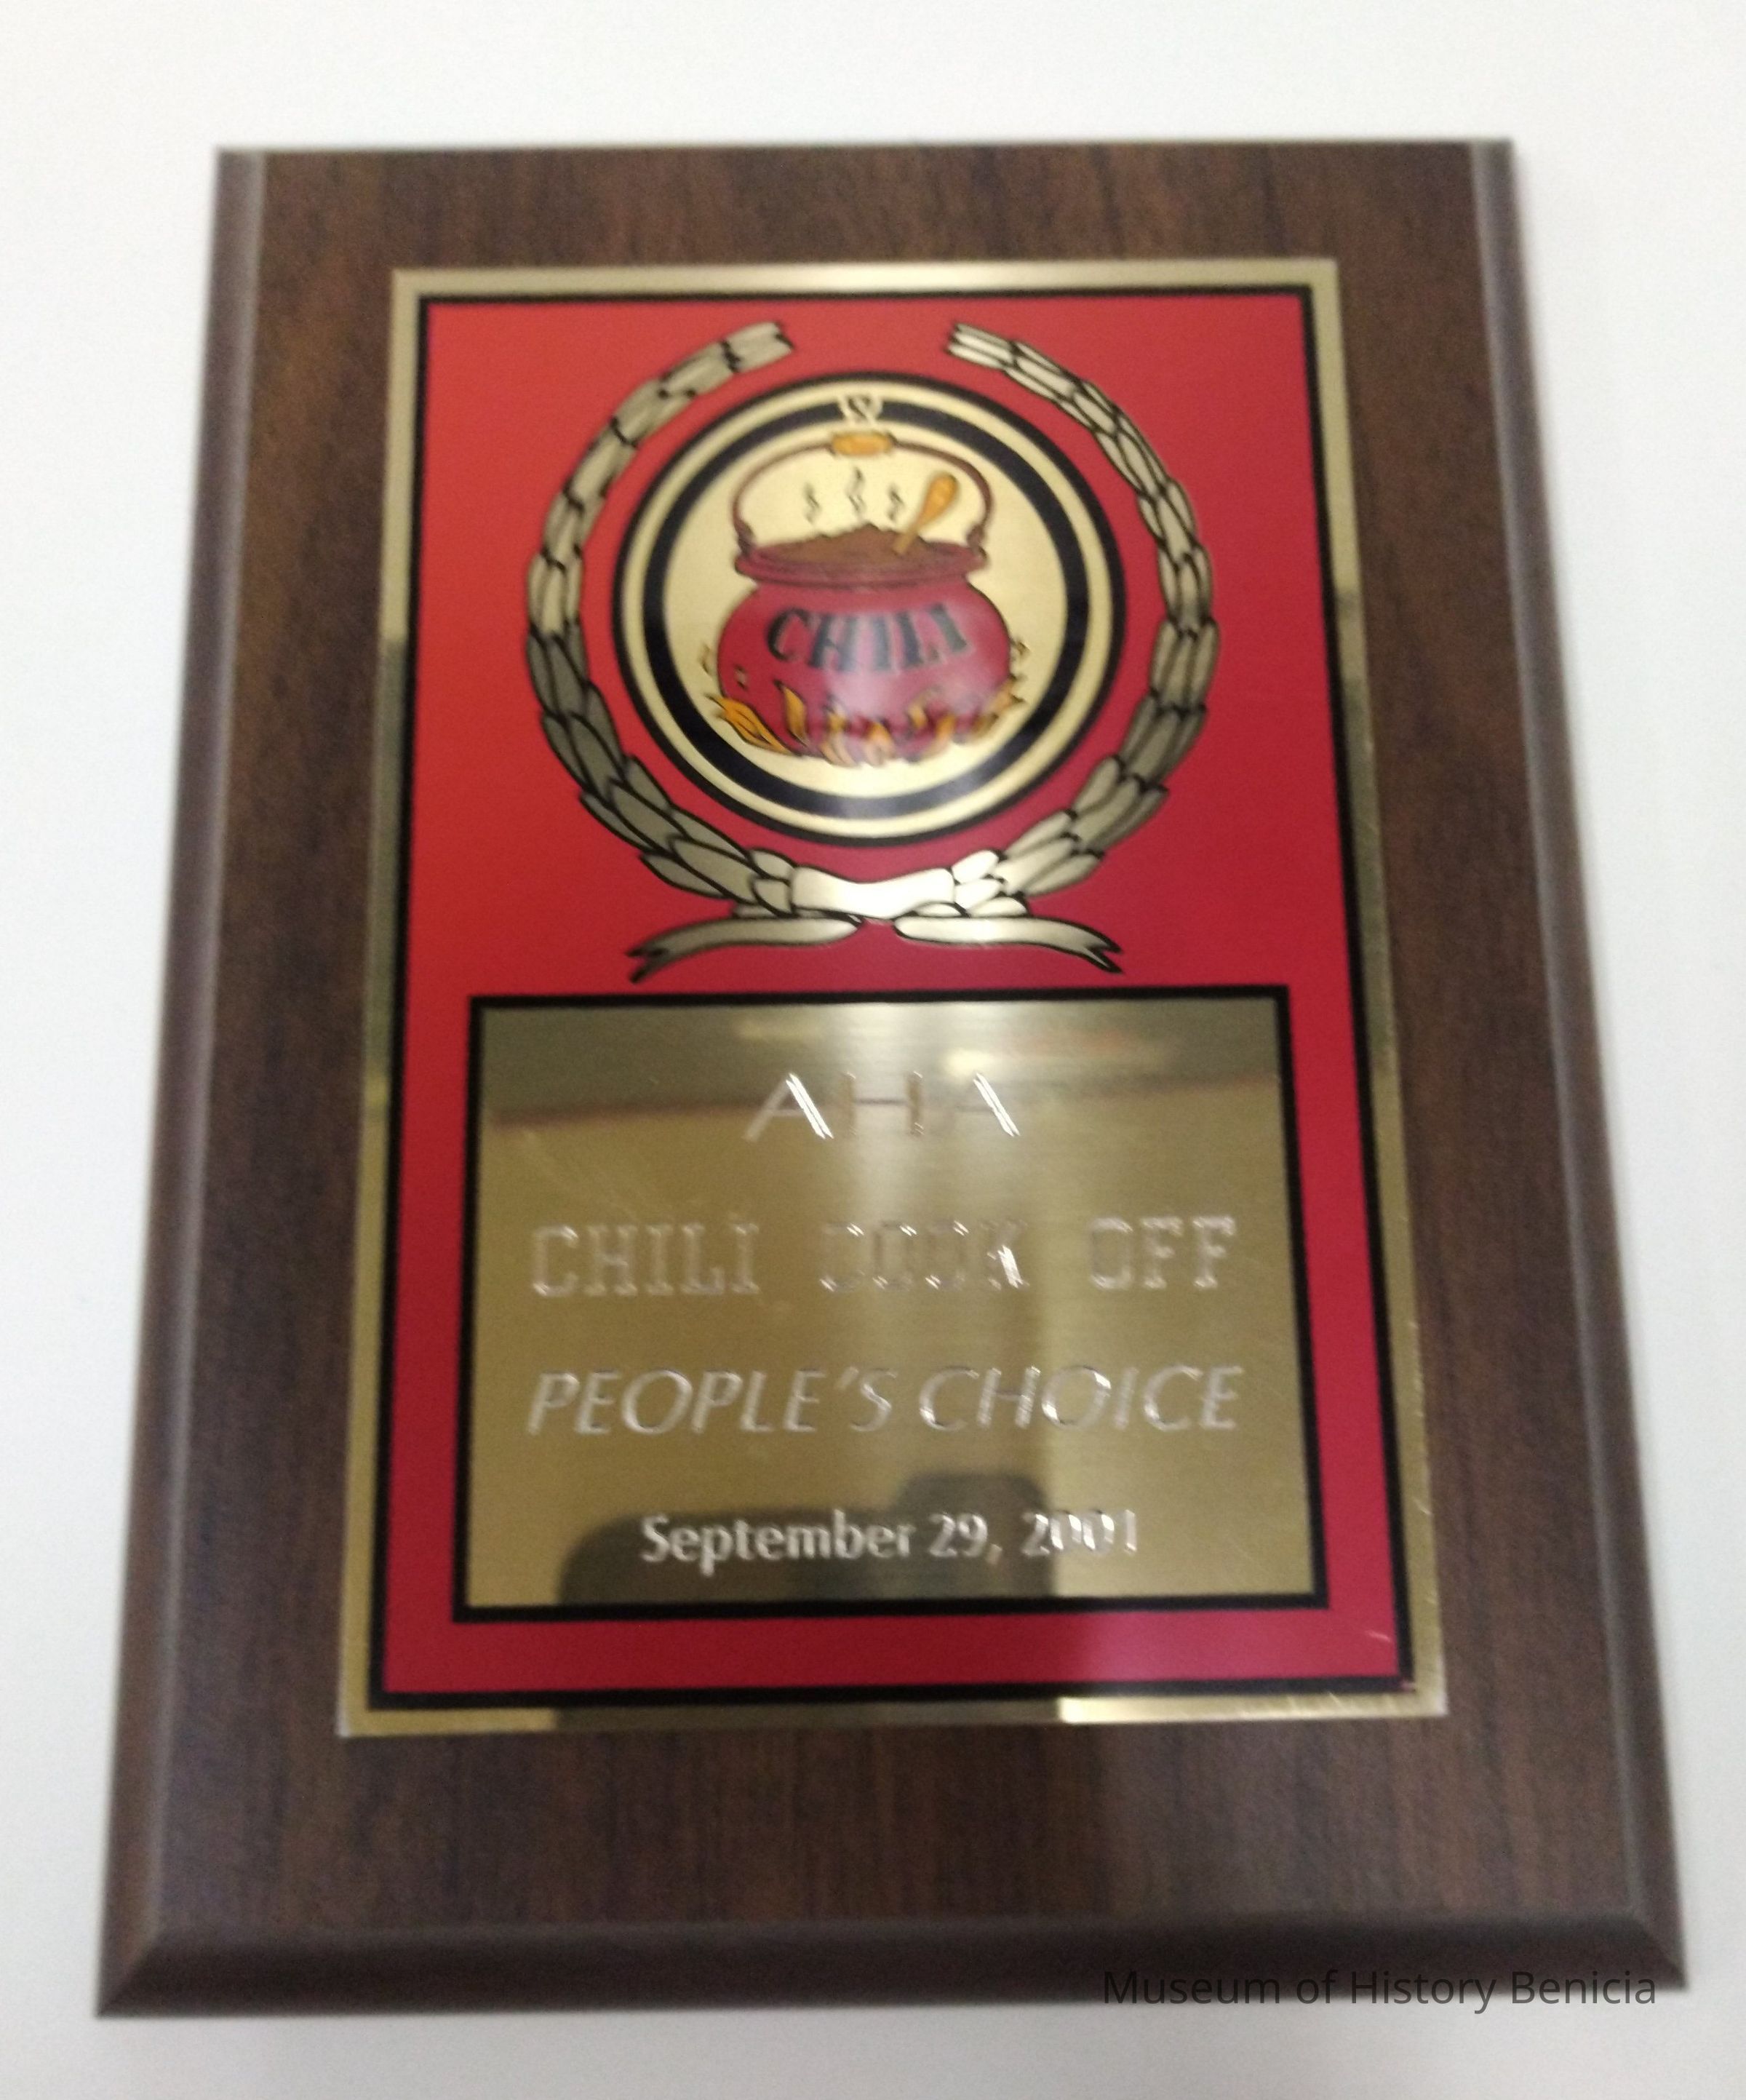 CHILI
AHA
CHILI COOK OFF
PEOPLE'S CHOICE
September 29, 2001
Museum of History Benicia